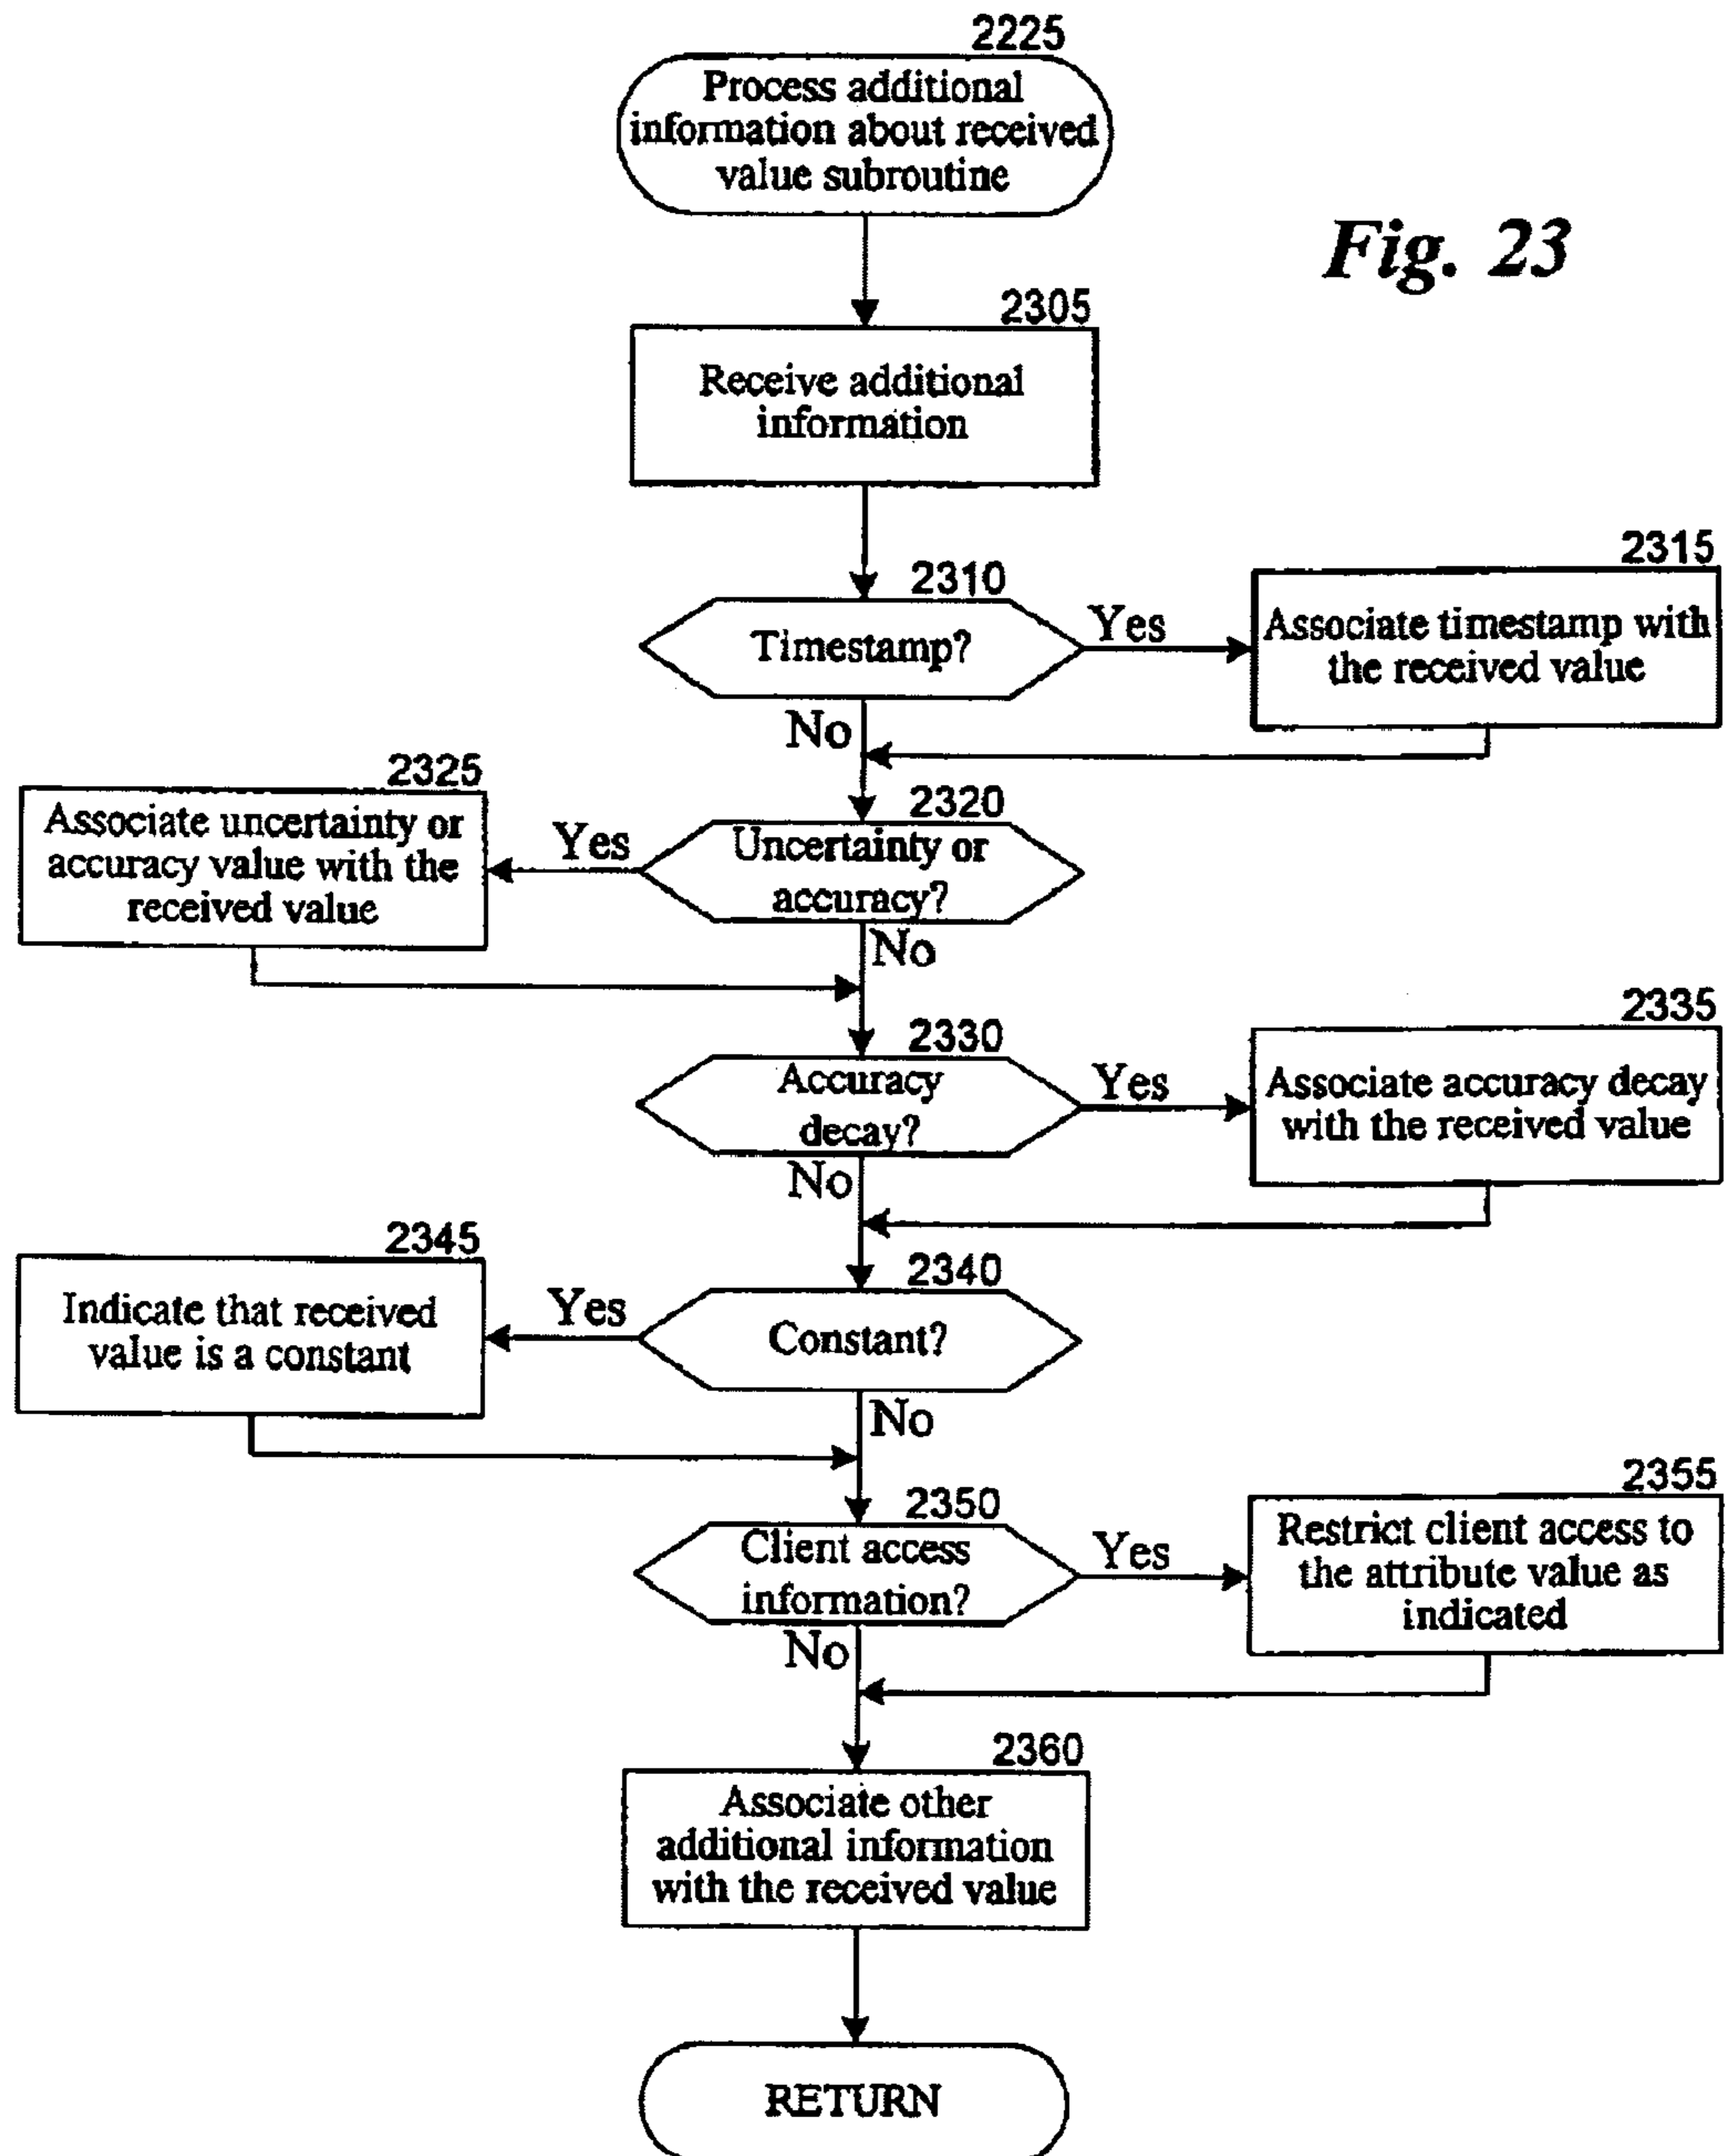 2225
Process additional
information about received
value subroutine
Fig. 23
2305
Receive additional
information
2310
Timestamp?
Yes
No
2315
Associate timestamp with
the received value
2320
Uncertainty or
accuracy?
Yes
No
2325
Associate uncertainty or
accuracy value with the
received value
2330
Accuracy
decay?
Yes
No
2335
Associate accuracy decay
with the received value
2340
Constant?
Yes
No
2345
Indicate that received
value is a constant
2350
Client access
information?
Yes
No
2355
Restrict client access to
the attribute value as
indicated
2360
Associate other
additional information
with the received value
RETURN